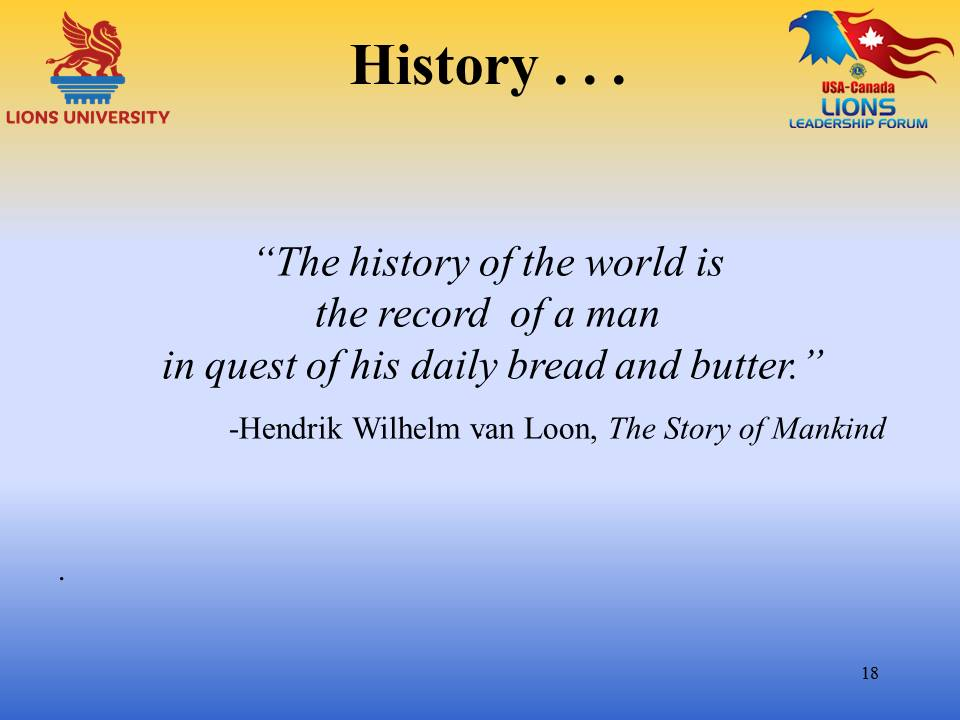 History . . .
LIONS UNIVERSITY
USA-Canada
LIONS
LEADERSHIP FORUM
“The history of the world is
the record  of a man
in quest of his daily bread and butter.”
-Hendrik Wilhelm van Loon, The Story of Mankind
.
18